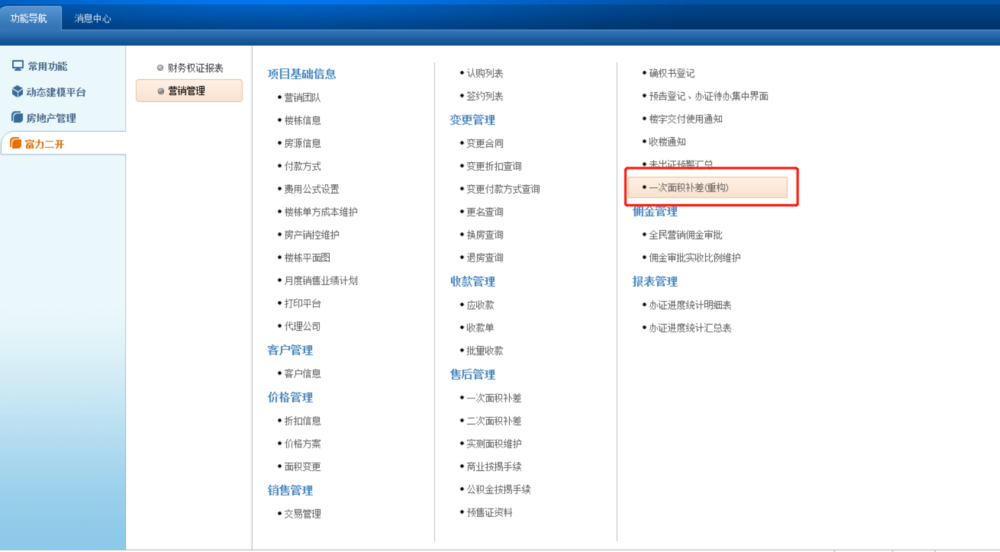 功能导航
消息中心
常用功能
动态建模平台
房地产管理
富力二开
财务权证报表
营销管理
项目基础信息
营销团队
楼栋信息
房源信息
付款方式
费用公式设置
楼栋单方成本维护
房产销控维护
楼栋平面图
月度销售业绩计划
打印平台
代理公司
客户管理
客户信息
价格管理
折扣信息
价格方案
面积变更
销售管理
交易管理
认购列表
签约列表
变更管理
变更合同
变更折扣查询
变更付款方式查询
更名查询
换房查询
退房查询
收款管理
应收款
收款单
批量收款
售后管理
一次面积补差
二次面积补差
实测面积维护
商业按揭手续
公积金按揭手续
预售证资料
确权书登记
预告登记、办证待办集中界面
楼宇交付使用通知
收楼通知
未出证预警汇总
一次面积补差(重构)
佣金管理
全民营销佣金审批
佣金审批实收比例维护
报表管理
办证进度统计明细表
办证进度统计汇总表